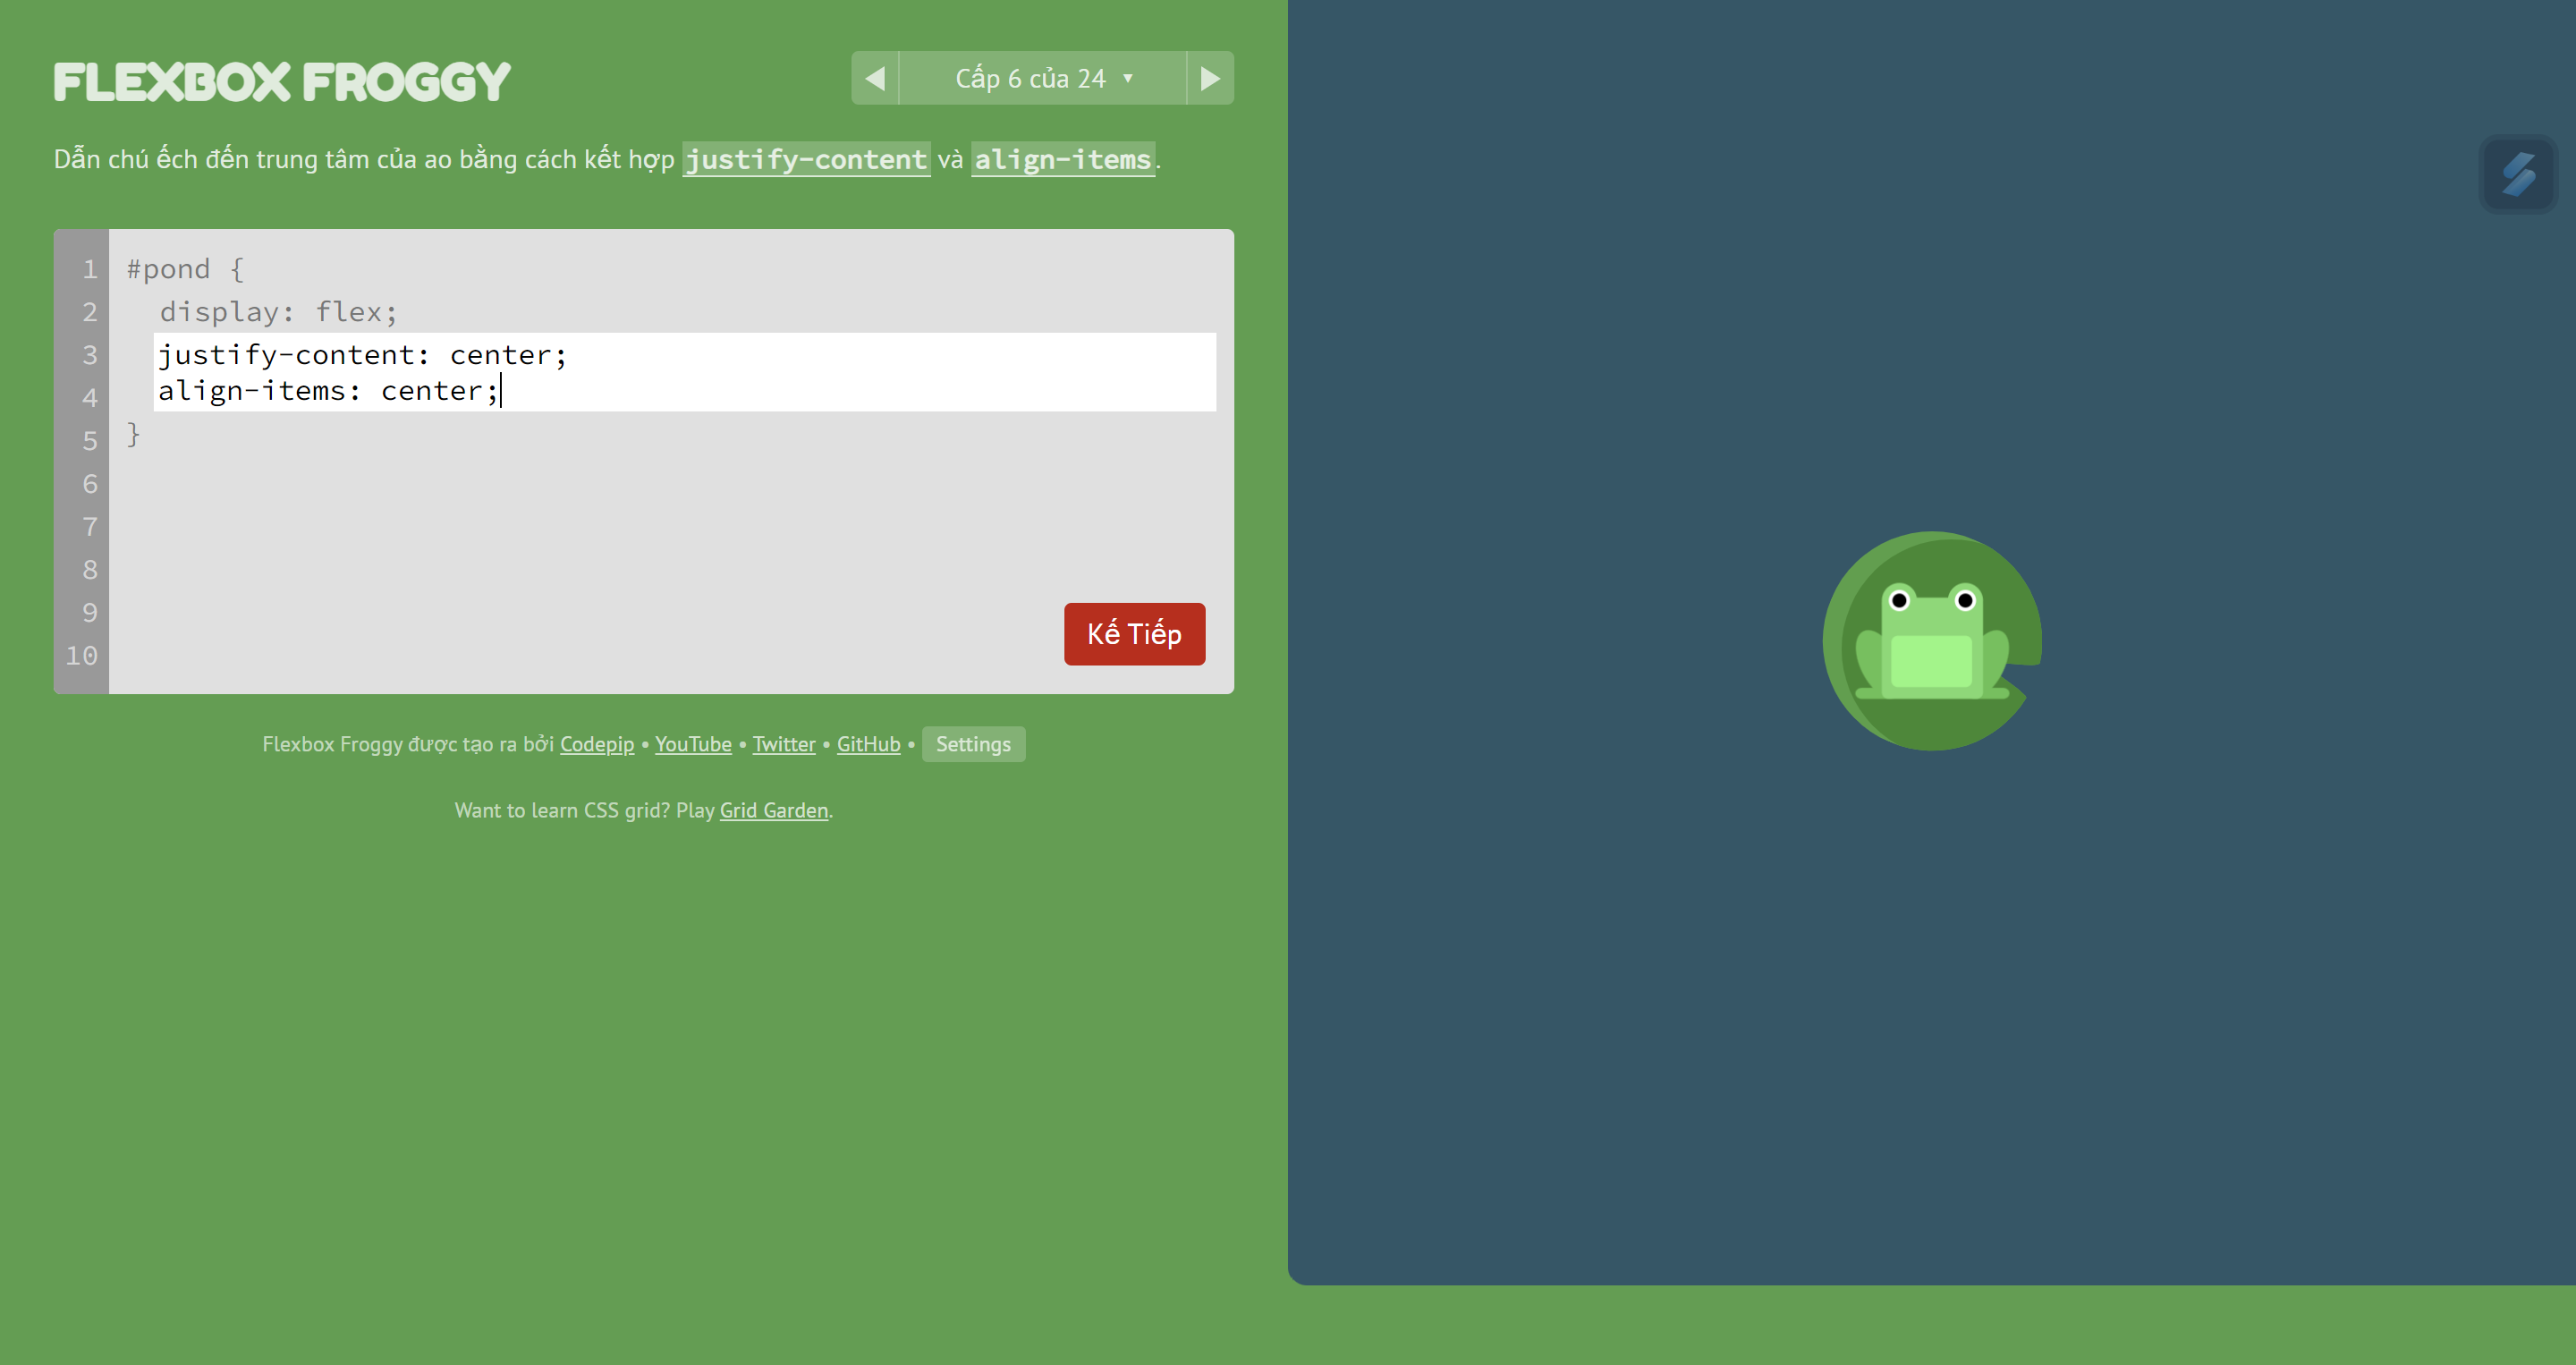 FLEXBOX FROGGY
Cấp 6 của 24 ▼
Dẫn chú ếch đến trung tâm của ao bằng cách kết hợp justify-content và align-items.
1 #pond {
2 display: flex;
3 justify-content: center;
4 align-items: center;
5 }
6
7
8
9
10
Kế Tiếp
Flexbox Froggy được tạo ra bởi Codepip • YouTube • Twitter • GitHub • Settings
Want to learn CSS grid? Play Grid Garden.